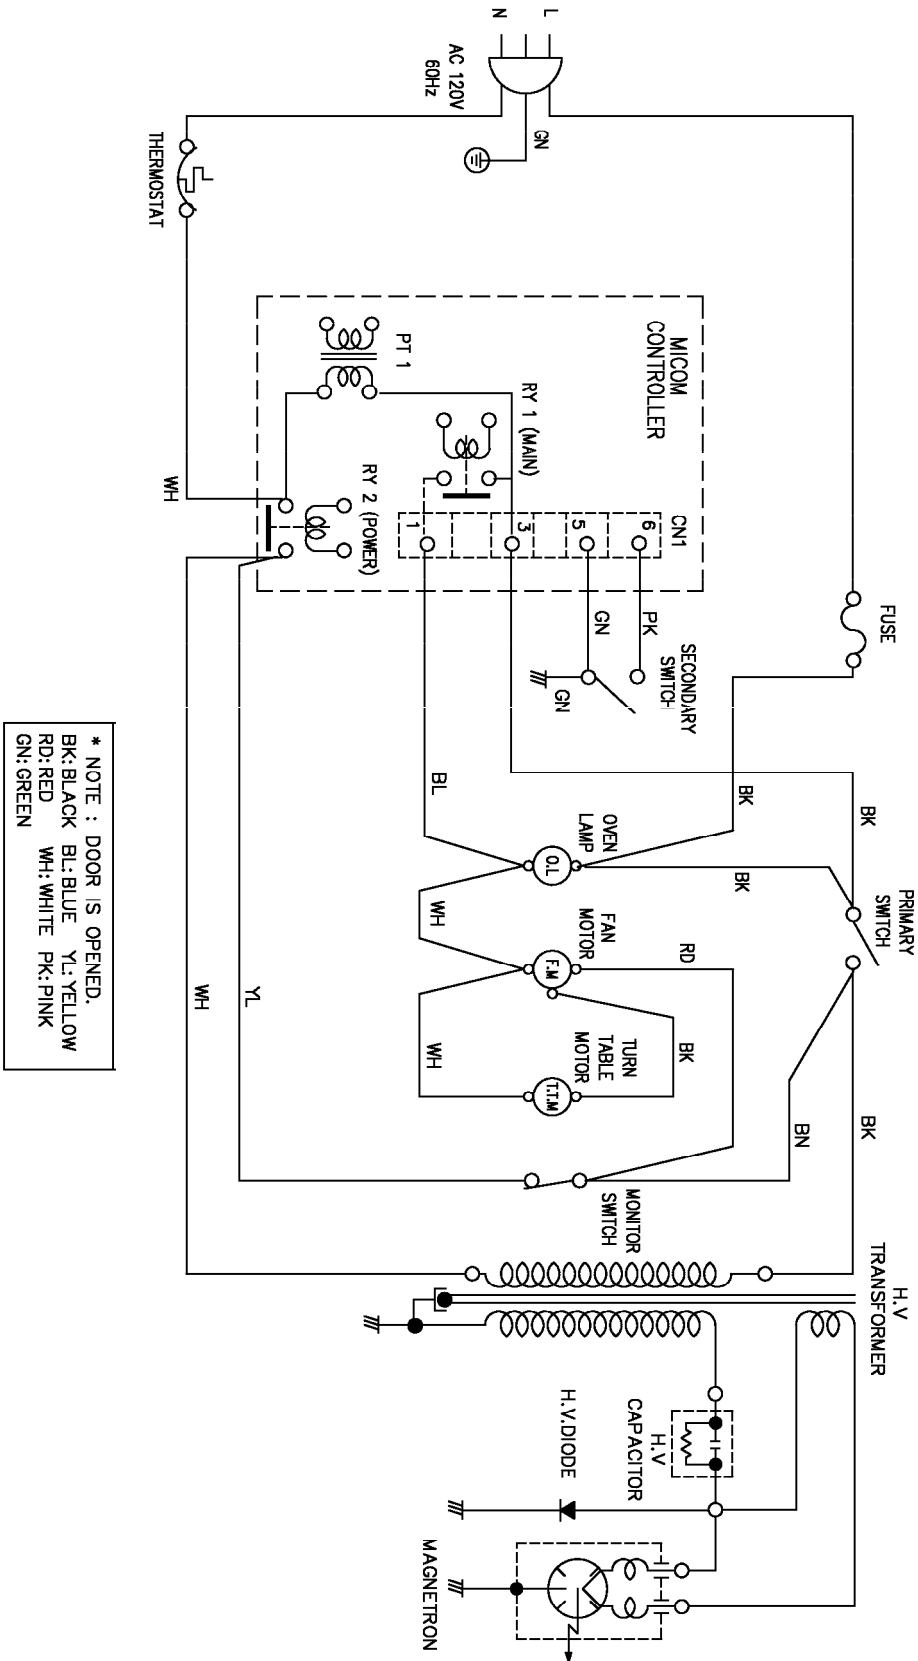 L
N
AC 120V
60Hz
GN
THERMOSTAT
FUSE
MICOM
CONTROLLER
PT 1
RY 1 (MAIN)
RY 2 (POWER)
CN1
1
3
5
6
PK
GN
GN
SECONDARY
SWITCH
WH
BL
BK
BK
BK
PRIMARY
SWITCH
OVEN
LAMP
O.L
WH
FAN
MOTOR
F.M
RD
BK
TURN
TABLE
MOTOR
T.T.M
WH
WH
YL
BN
BK
MONITOR
SWITCH
H.V
TRANSFORMER
H.V
CAPACITOR
H.V.DIODE
MAGNETRON
* NOTE : DOOR IS OPENED.
BK:BLACK BL:BLUE YL:YELLOW
RD:RED WH:WHITE PK:PINK
GN:GREEN